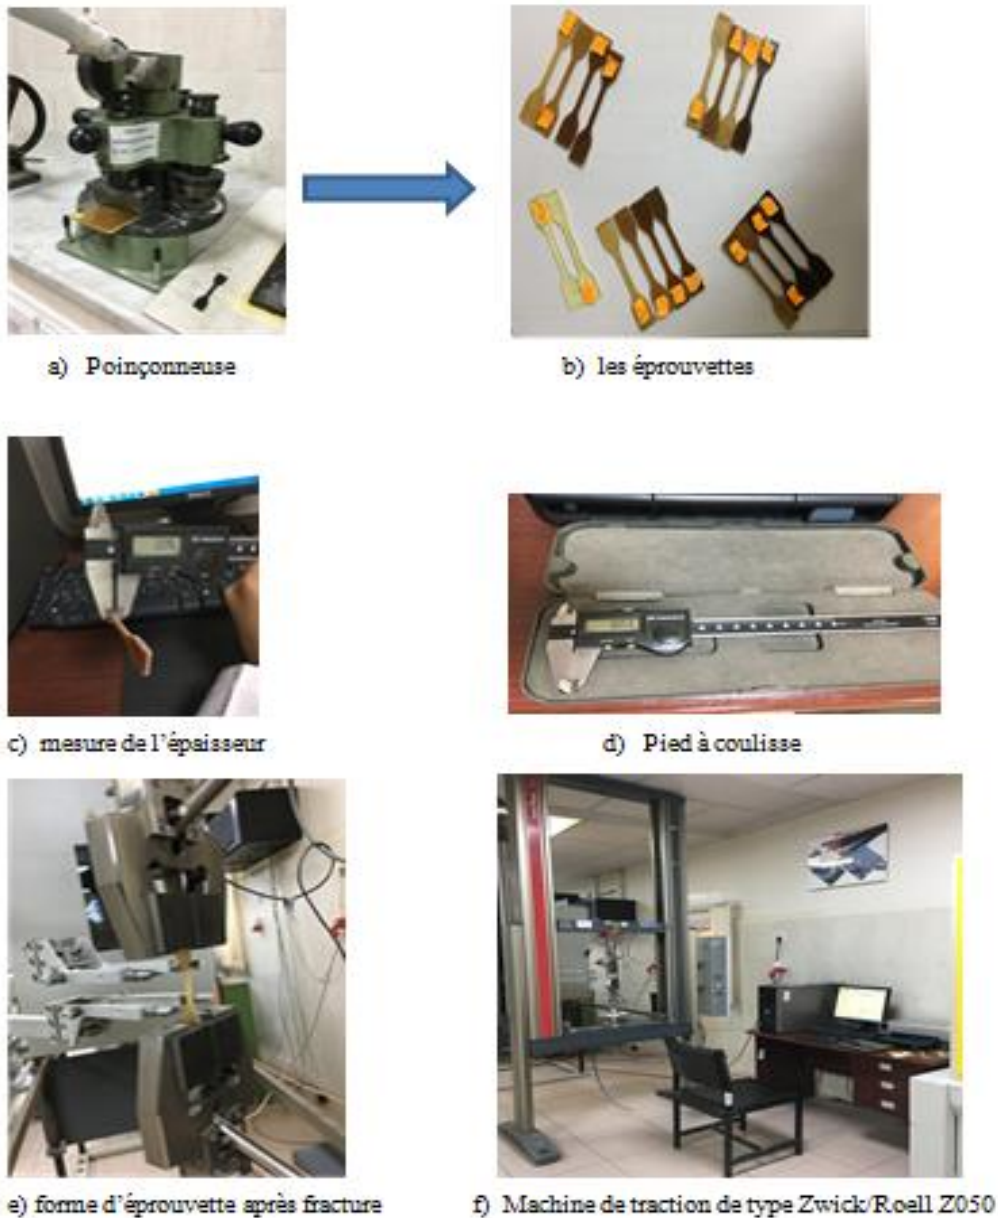 a) Poinçonneuse
b) les éprouvettes
c) mesure de l'épaisseur
d) Pied à coulisse
e) forme d'éprouvette après fracture
f) Machine de traction de type Zwick/Roell Z050